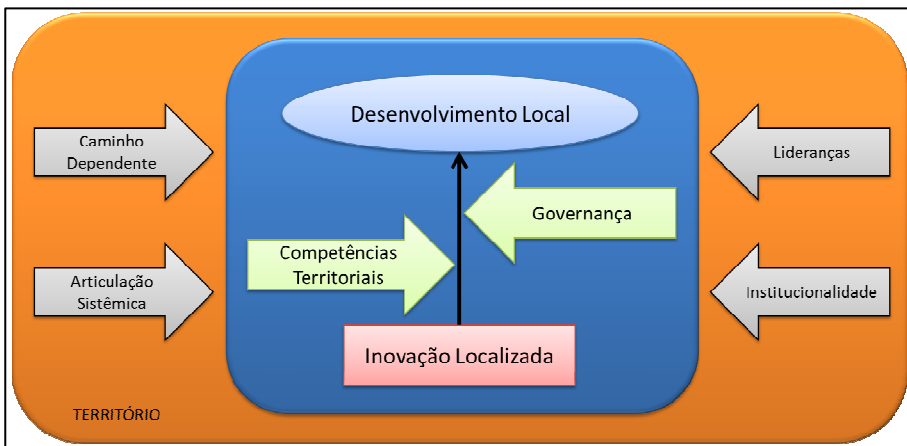 Desenvolvimento Local
Caminho
Dependente
Lideranças
Governança
Competências
Territoriais
Articulação
Sistêmica
Institucionalidade
Inovação Localizada
TERRITÓRIO